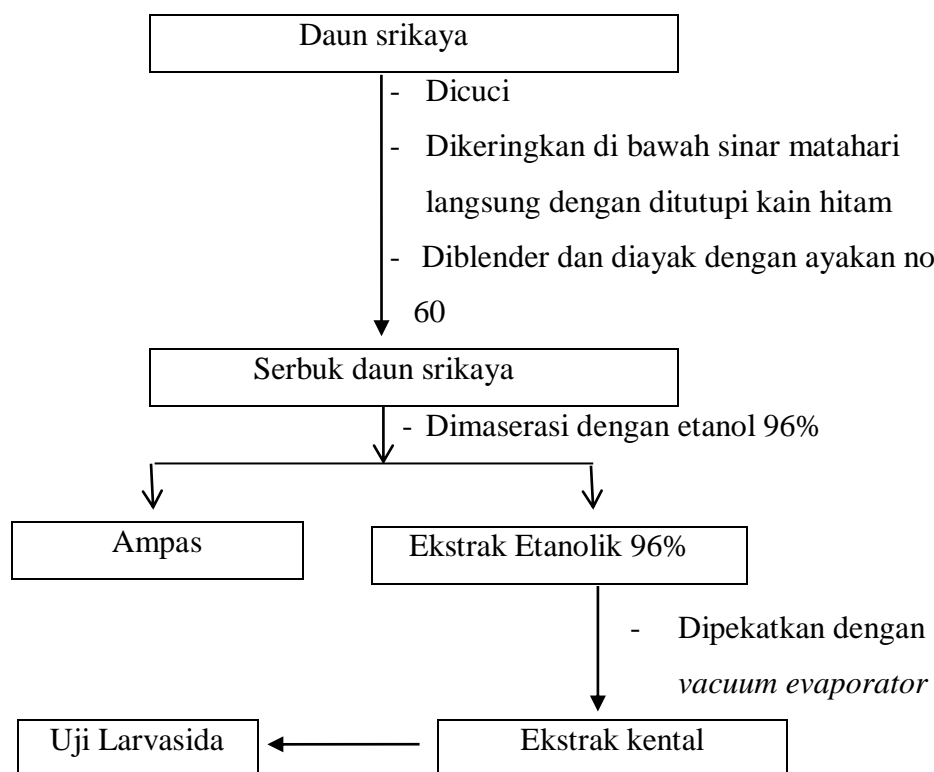 Daun srikaya
- Dicuci
- Dikeringkan di bawah sinar matahari
langsung dengan ditutupi kain hitam
- Diblender dan diayak dengan ayakan no
60
Serbuk daun srikaya
- Dimaserasi dengan etanol 96%
Ampas
Ekstrak Etanolik 96%
- Dipekatkan dengan
vacuum evaporator
Uji Larvasida
Ekstrak kental